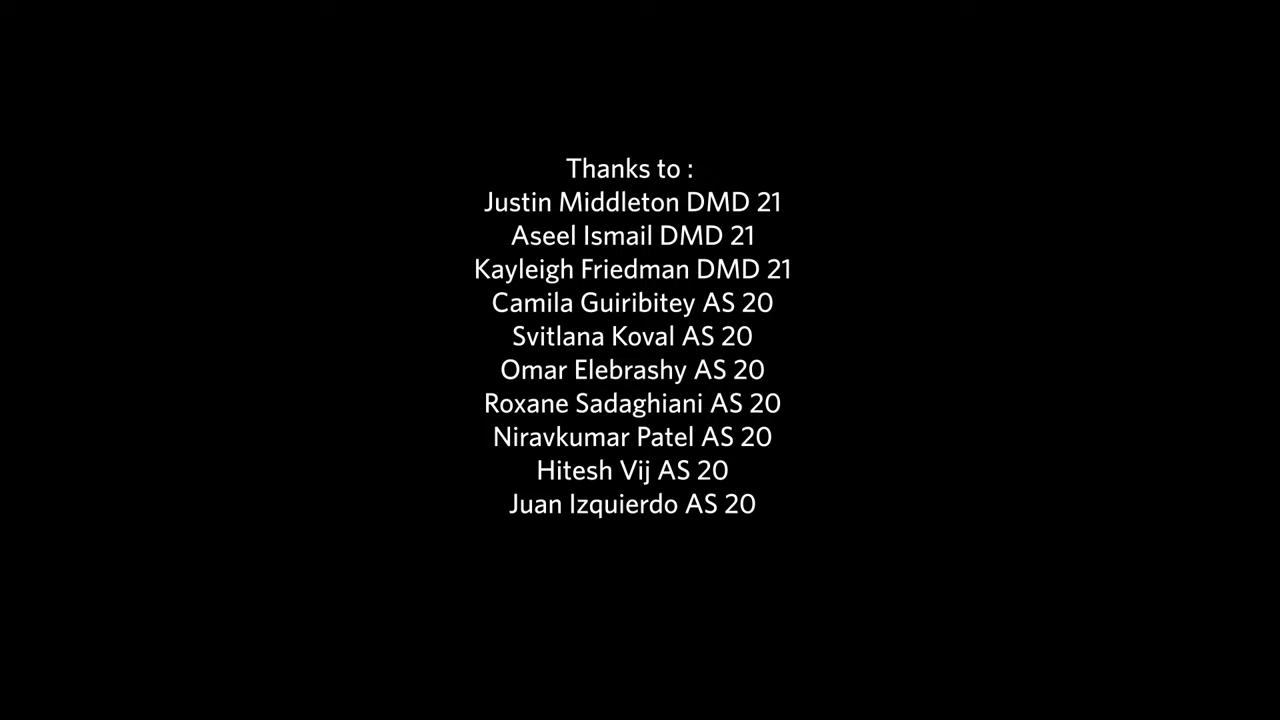 Thanks to :
Justin Middleton DMD 21
Aseel Ismail DMD 21
Kayleigh Friedman DMD 21
Camila Guiribitey AS 20
Svitlana Koval AS 20
Omar Elebrashy AS 20
Roxane Sadaghiani AS 20
Niravkumar Patel AS 20
Hitesh Vij AS 20
Juan Izquierdo AS 20